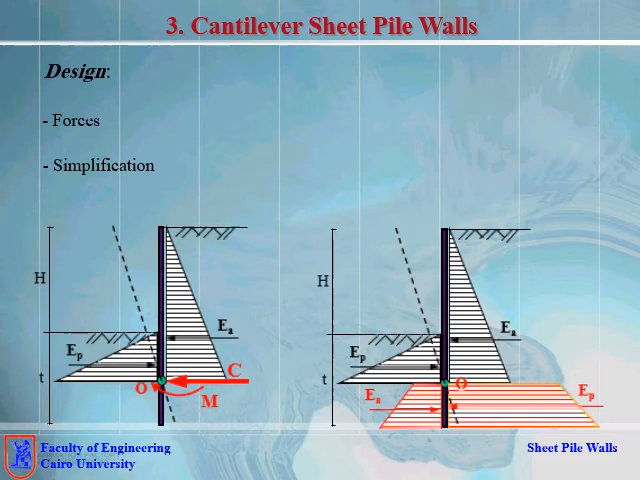 3. Cantilever Sheet Pile Walls
Design:
- Forces
- Simplification
H
Ea
Ep
t
O
C
M
H
Ea
Ep
t
O
Ea
Ep
Faculty of Engineering
Cairo University
Sheet Pile Walls